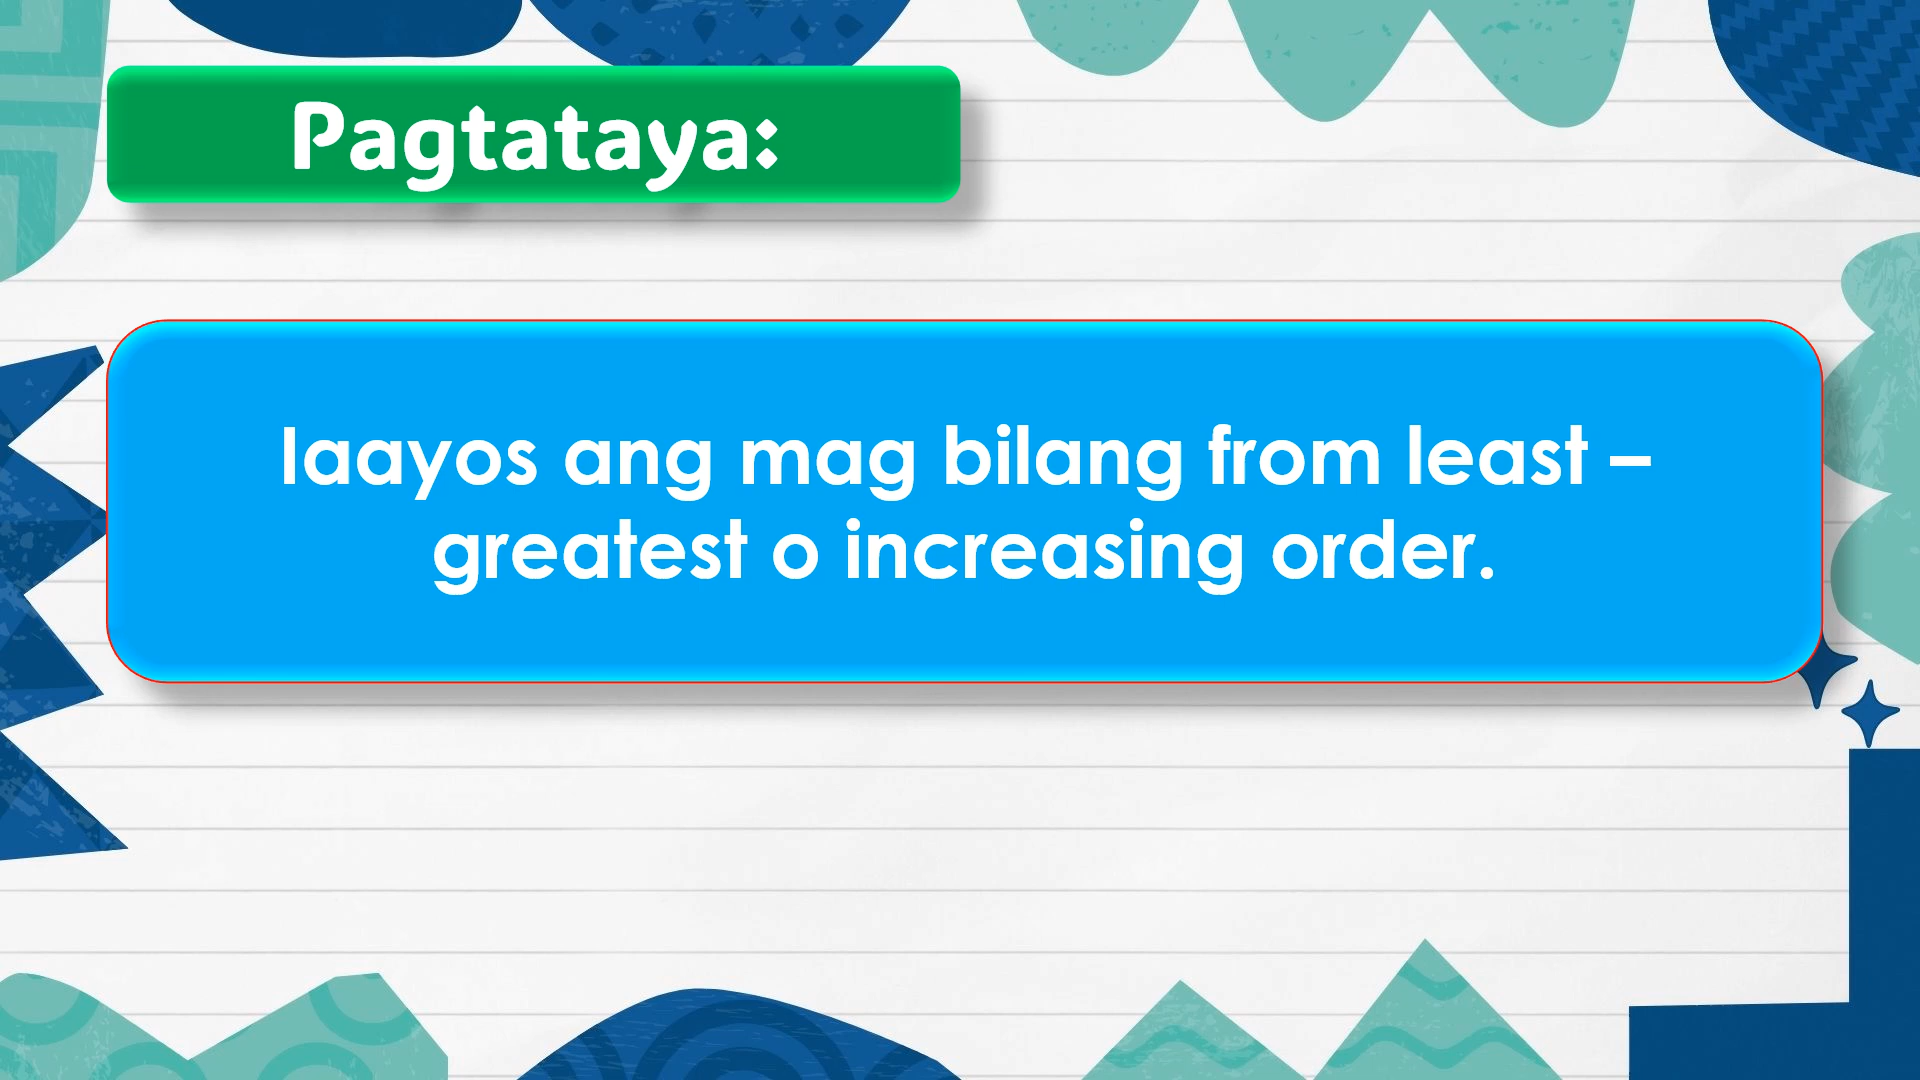 Pagtataya:
Iaayos ang mag bilang from least –
greatest o increasing order.